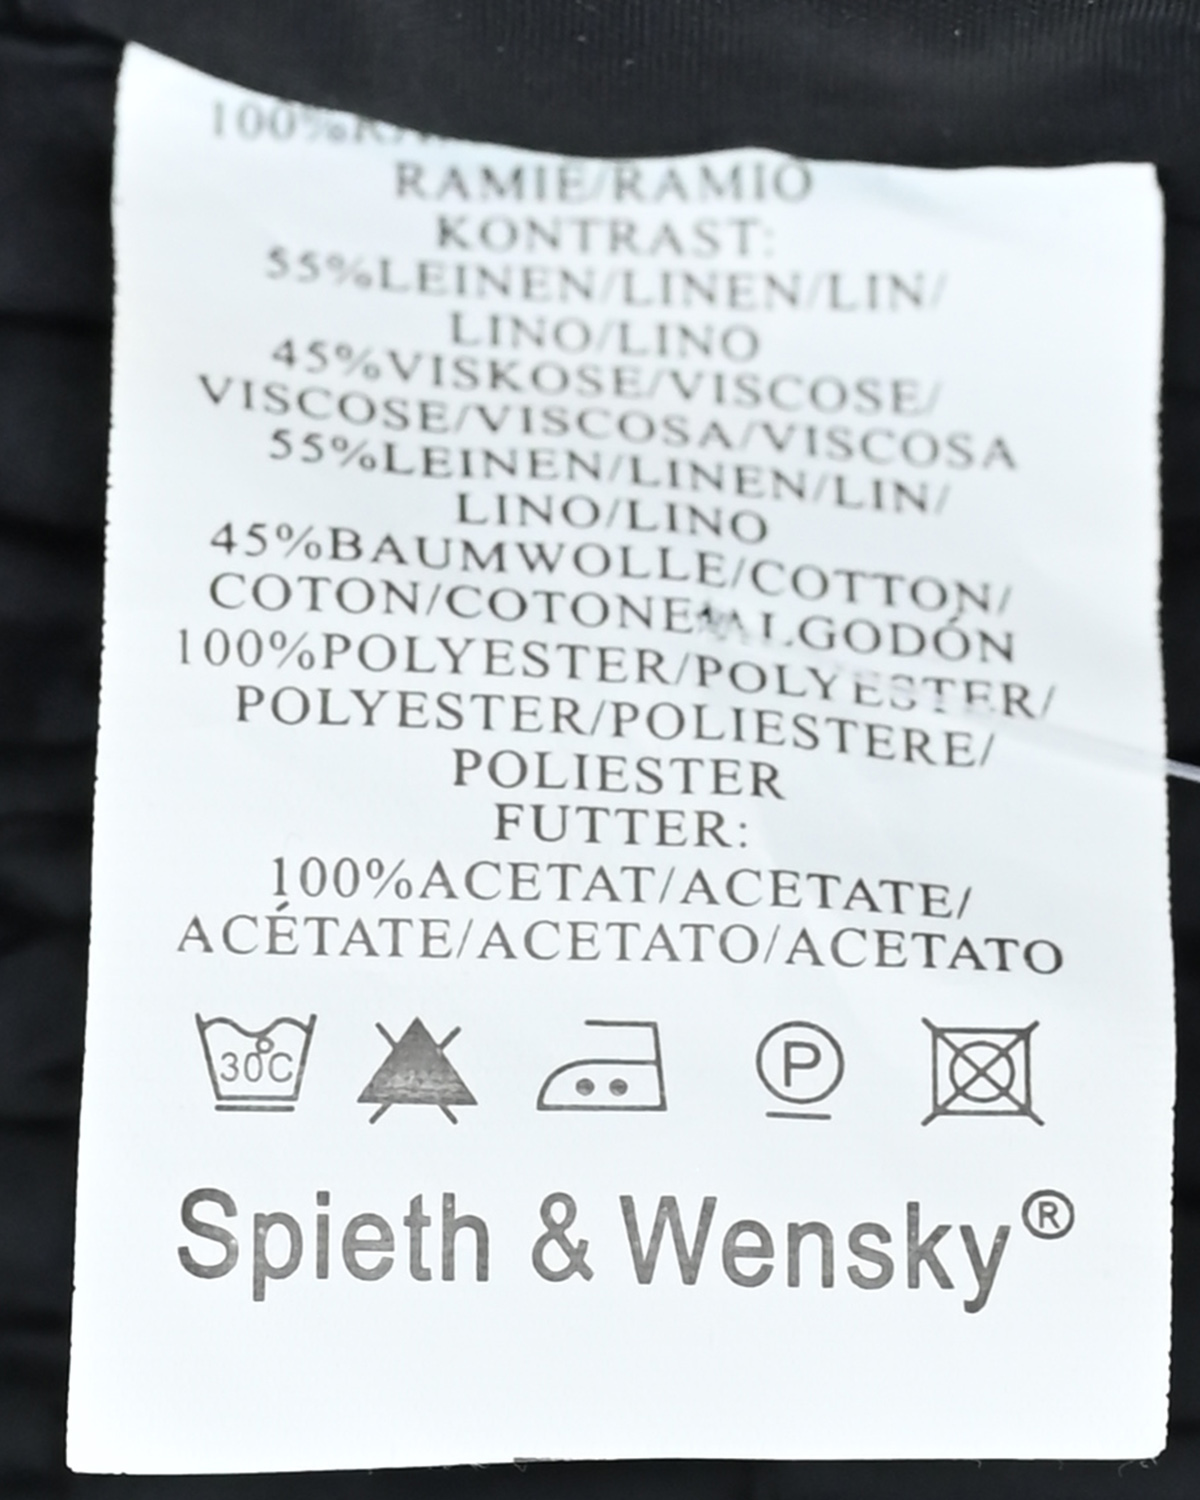 RAMIE/RAMIO
KONTRAST:
55%LEINEN/LINEN/LIN/
LINO/LINO
45%VISKOSE/VISCOSE/
VISCOSE/VISCOSA/VISCOSA
55%LEINEN/LINEN/LIN/
LINO/LINO
45%BAUMWOLLE/COTTON/
COTON/COTONE/ALGODÓN
100%POLYESTER/POLYESTER/
POLYESTER/POLIESTERE/
POLIESTER
FUTTER:
100%ACETAT/ACETATE/
ACÉTATE/ACETATO/ACETATO
30°C
P
Spieth & Wensky®